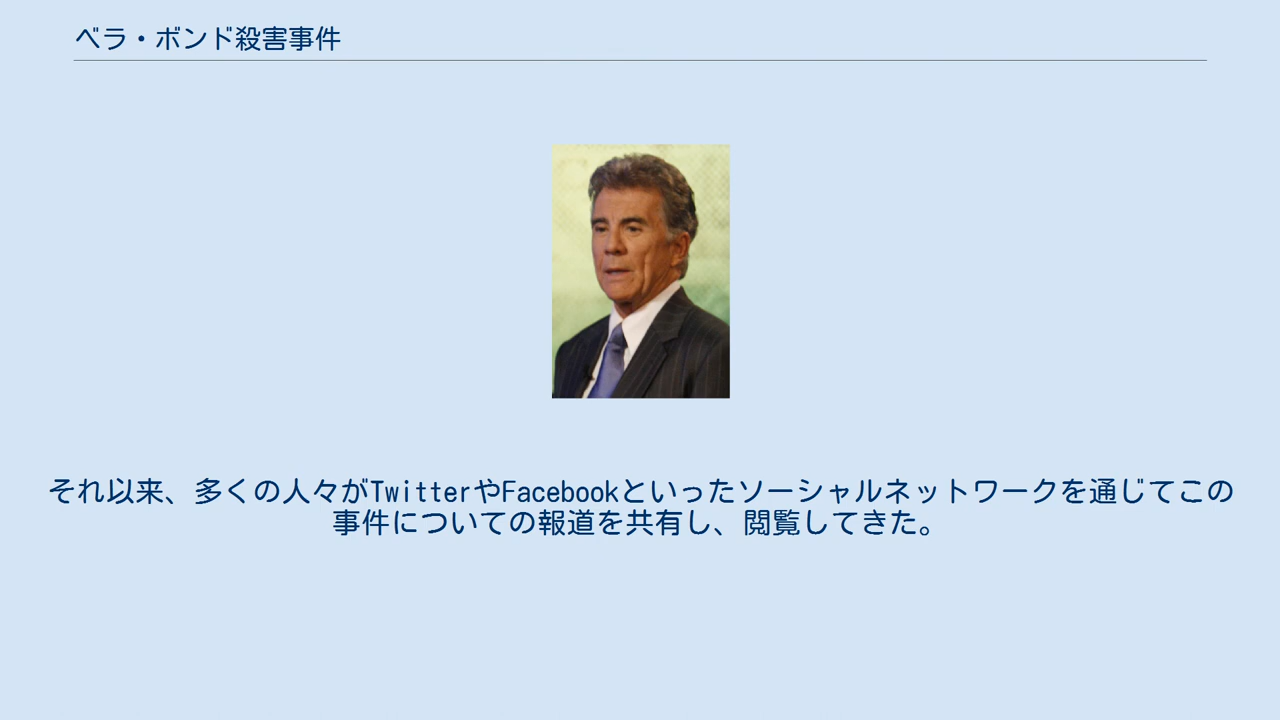 ベラ・ボンド殺害事件
それ以来、多くの人々がTwitterやFacebookといったソーシャルネットワークを通じてこの
事件についての報道を共有し、閲覧してきた。